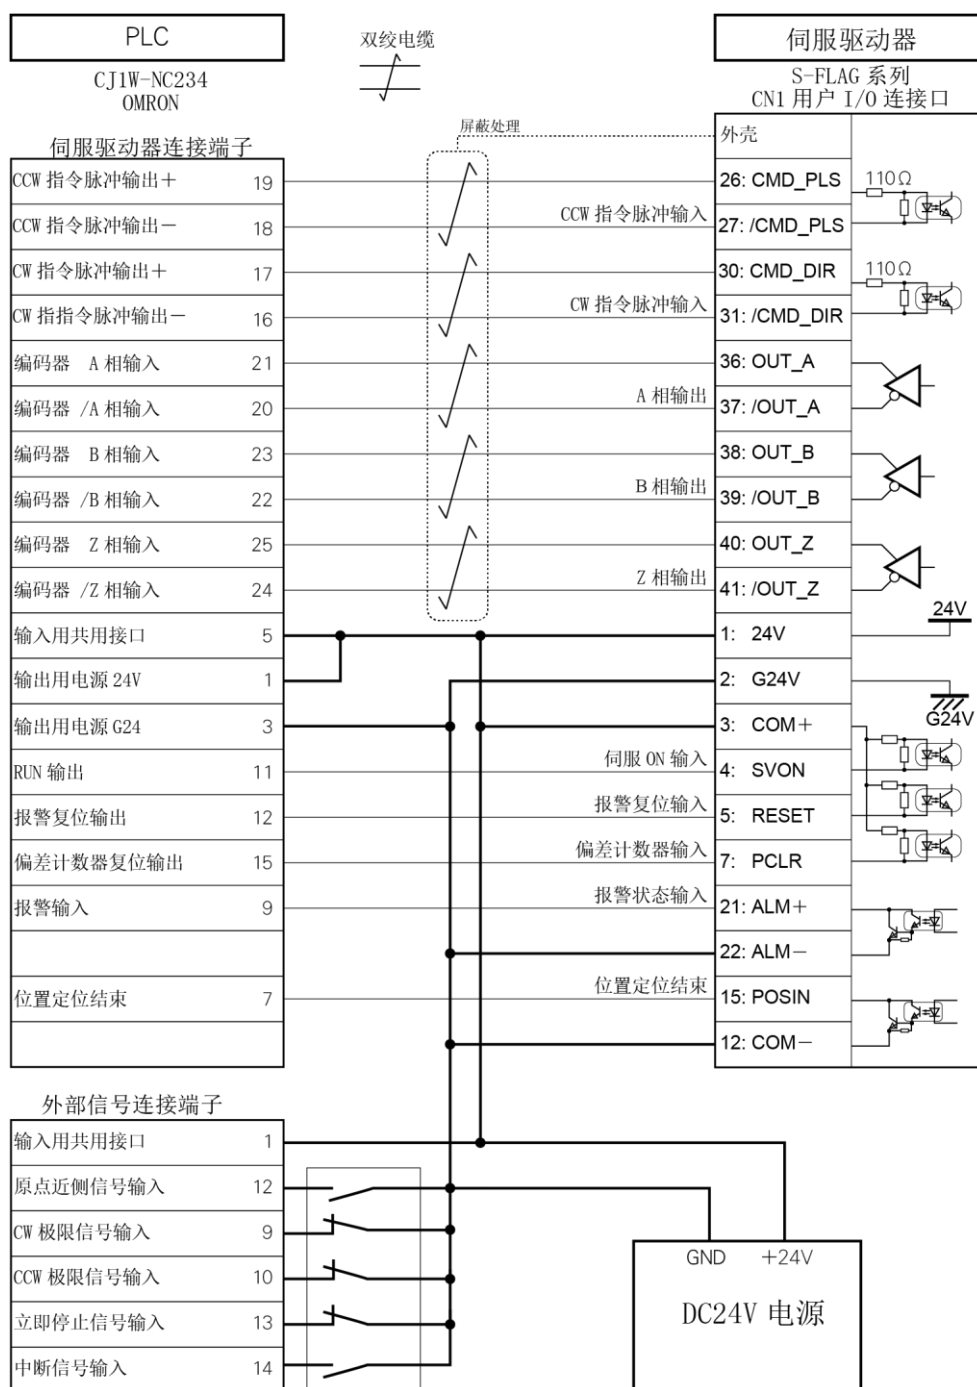 PLC
双绞电缆
伺服驱动器
CJ1W-NC234
OMRON
S-FLAG 系列
CN1 用户 I/O 连接口
屏蔽处理
外壳
伺服驱动器连接端子
CCW 指令脉冲输出＋ 19
26: CMD_PLS
110Ω
CCW 指令脉冲输出－ 18
CCW 指令脉冲输入
27: /CMD_PLS
CW 指令脉冲输出＋ 17
30: CMD_DIR
110Ω
CW 指指令脉冲输出－ 16
CW 指令脉冲输入
31: /CMD_DIR
编码器 A 相输入 21
36: OUT_A
编码器 /A 相输入 20
A 相输出
37: /OUT_A
编码器 B 相输入 23
38: OUT_B
编码器 /B 相输入 22
B 相输出
39: /OUT_B
编码器 Z 相输入 25
40: OUT_Z
编码器 /Z 相输入 24
Z 相输出
41: /OUT_Z
24V
输入用共用接口 5
1: 24V
输出用电源 24V 1
2: G24V
G24V
输出用电源 G24 3
3: COM＋
RUN 输出 11
伺服 ON 输入
4: SVON
报警复位输出 12
报警复位输入
5: RESET
偏差计数器复位输出 15
偏差计数器输入
7: PCLR
报警输入 9
报警状态输入
21: ALM＋
22: ALM－
位置定位结束 7
位置定位结束
15: POSIN
12: COM－
外部信号连接端子
输入用共用接口 1
原点近侧信号输入 12
CW 极限信号输入 9
CCW 极限信号输入 10
立即停止信号输入 13
中断信号输入 14
GND +24V
DC24V 电源